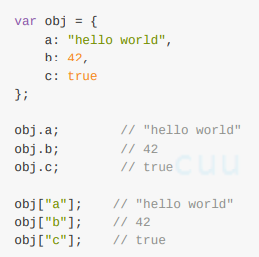 var obj = {
    a: "hello world",
    b: 42,
    c: true
};

obj.a;        // "hello world"
obj.b;        // 42
obj.c;        // true
cuu

obj["a"];    // "hello world"
obj["b"];    // 42
obj["c"];    // true